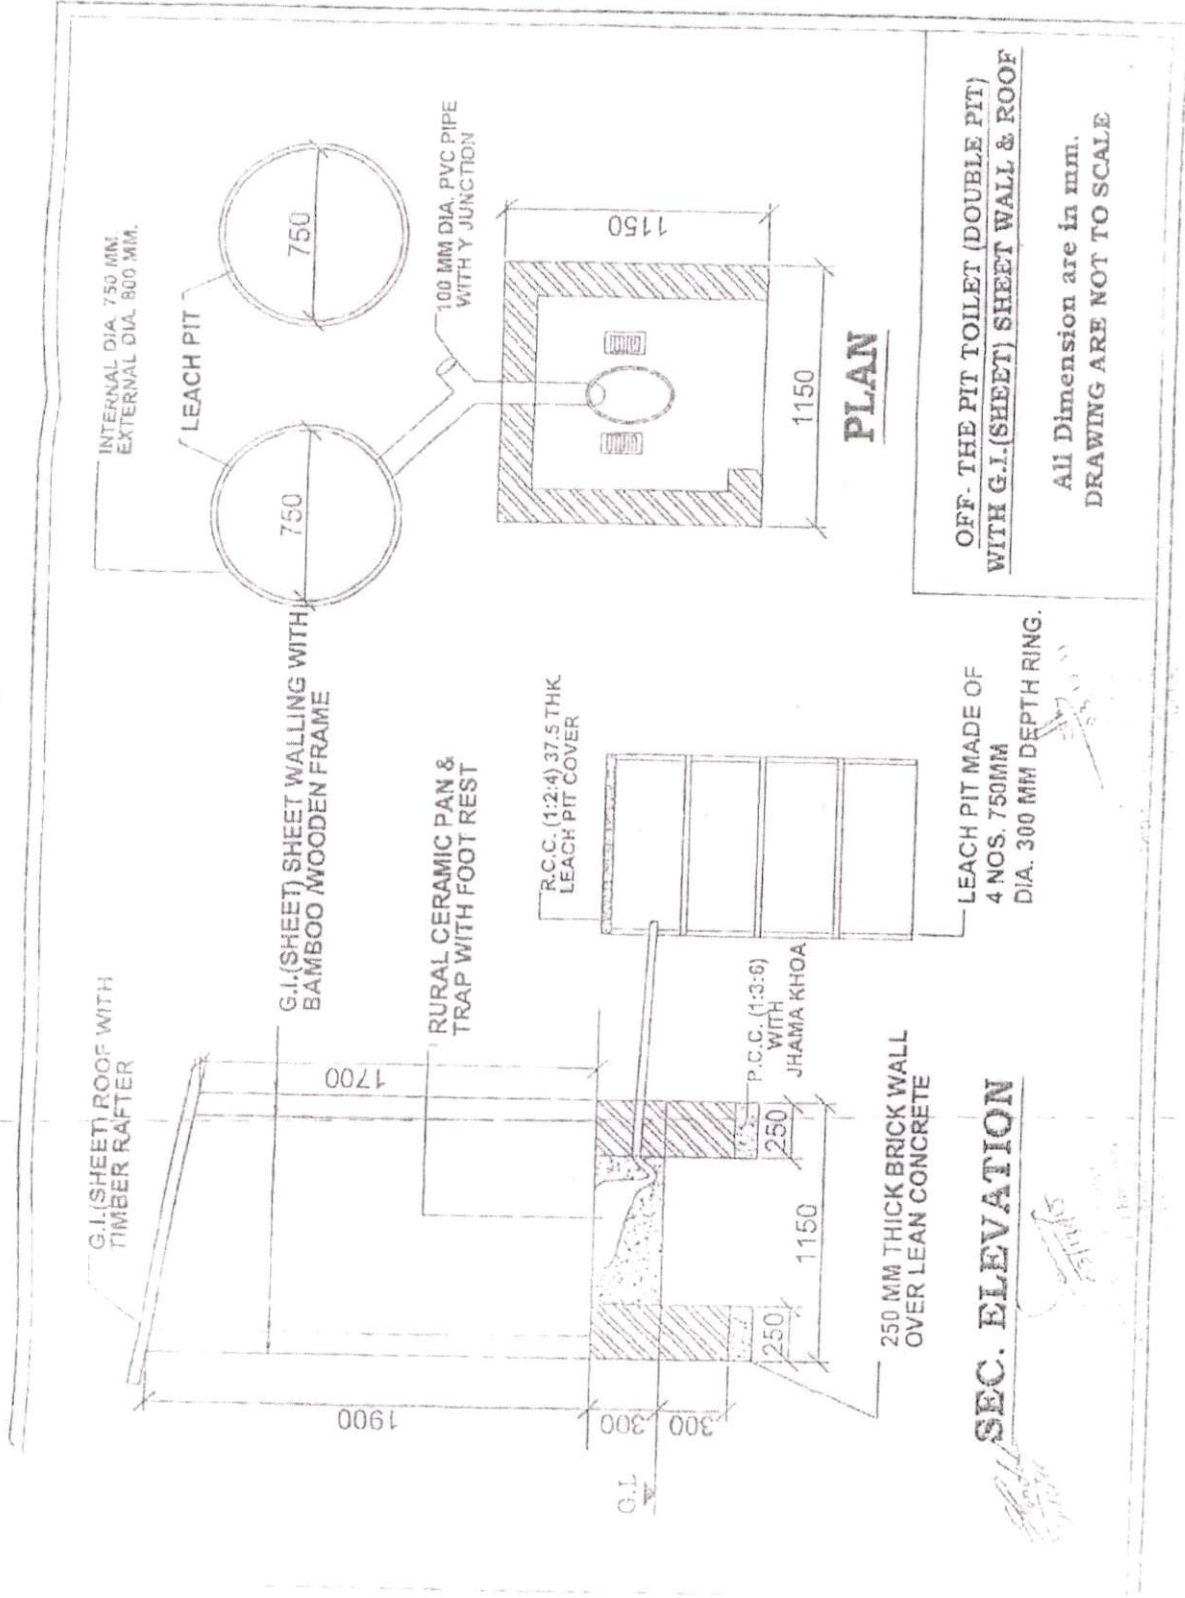 G.I.(SHEET) ROOF WITH
TIMBER RAFTER
G.I.(SHEET) SHEET WALLING WITH
BAMBOO /WOODEN FRAME
RURAL CERAMIC PAN &
TRAP WITH FOOT REST
1700
1900
300
300
G.L
250
250
1150
P.C.C. (1:3:6)
WITH
JHAMA KHOA
250 MM THICK BRICK WALL
OVER LEAN CONCRETE
SEC. ELEVATION
R.C.C. (1:2:4) 37.5 THK.
LEACH PIT COVER
LEACH PIT MADE OF
4 NOS. 750MM
DIA. 300 MM DEPTH RING.
INTERNAL DIA. 750 MM.
EXTERNAL DIA. 800 MM.
LEACH PIT
750
750
100 MM DIA. PVC PIPE
WITH Y JUNCTION
1150
1150
PLAN
OFF- THE PIT TOILET (DOUBLE PIT)
WITH G.I.(SHEET) SHEET WALL & ROOF
All Dimension are in mm.
DRAWING ARE NOT TO SCALE